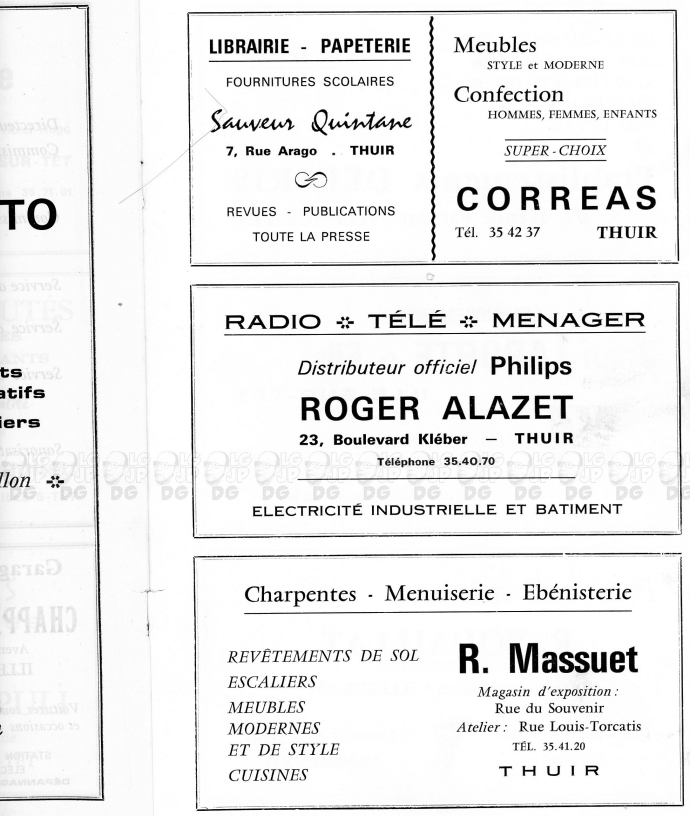 TO
ts
atifs
iers
llon
LIBRAIRIE - PAPETERIE
FOURNITURES SCOLAIRES
Sauveur Quintane
7, Rue Arago . THUIR
REVUES - PUBLICATIONS
TOUTE LA PRESSE
Meubles
STYLE et MODERNE
Confection
HOMMES, FEMMES, ENFANTS
SUPER-CHOIX
CORREAS
Tél. 35 42 37 THUIR
RADIO TÉLÉ MENAGER
Distributeur officiel Philips
ROGER ALAZET
23, Boulevard Kléber — THUIR
Téléphone 35.40.70
ELECTRICITÉ INDUSTRIELLE ET BATIMENT
Charpentes - Menuiserie - Ebénisterie
REVÊTEMENTS DE SOL
ESCALIERS
MEUBLES
MODERNES
ET DE STYLE
CUISINES
R. Massuet
Magasin d'exposition :
Rue du Souvenir
Atelier : Rue Louis-Torcatis
TÉL. 35.41.20
THUIR